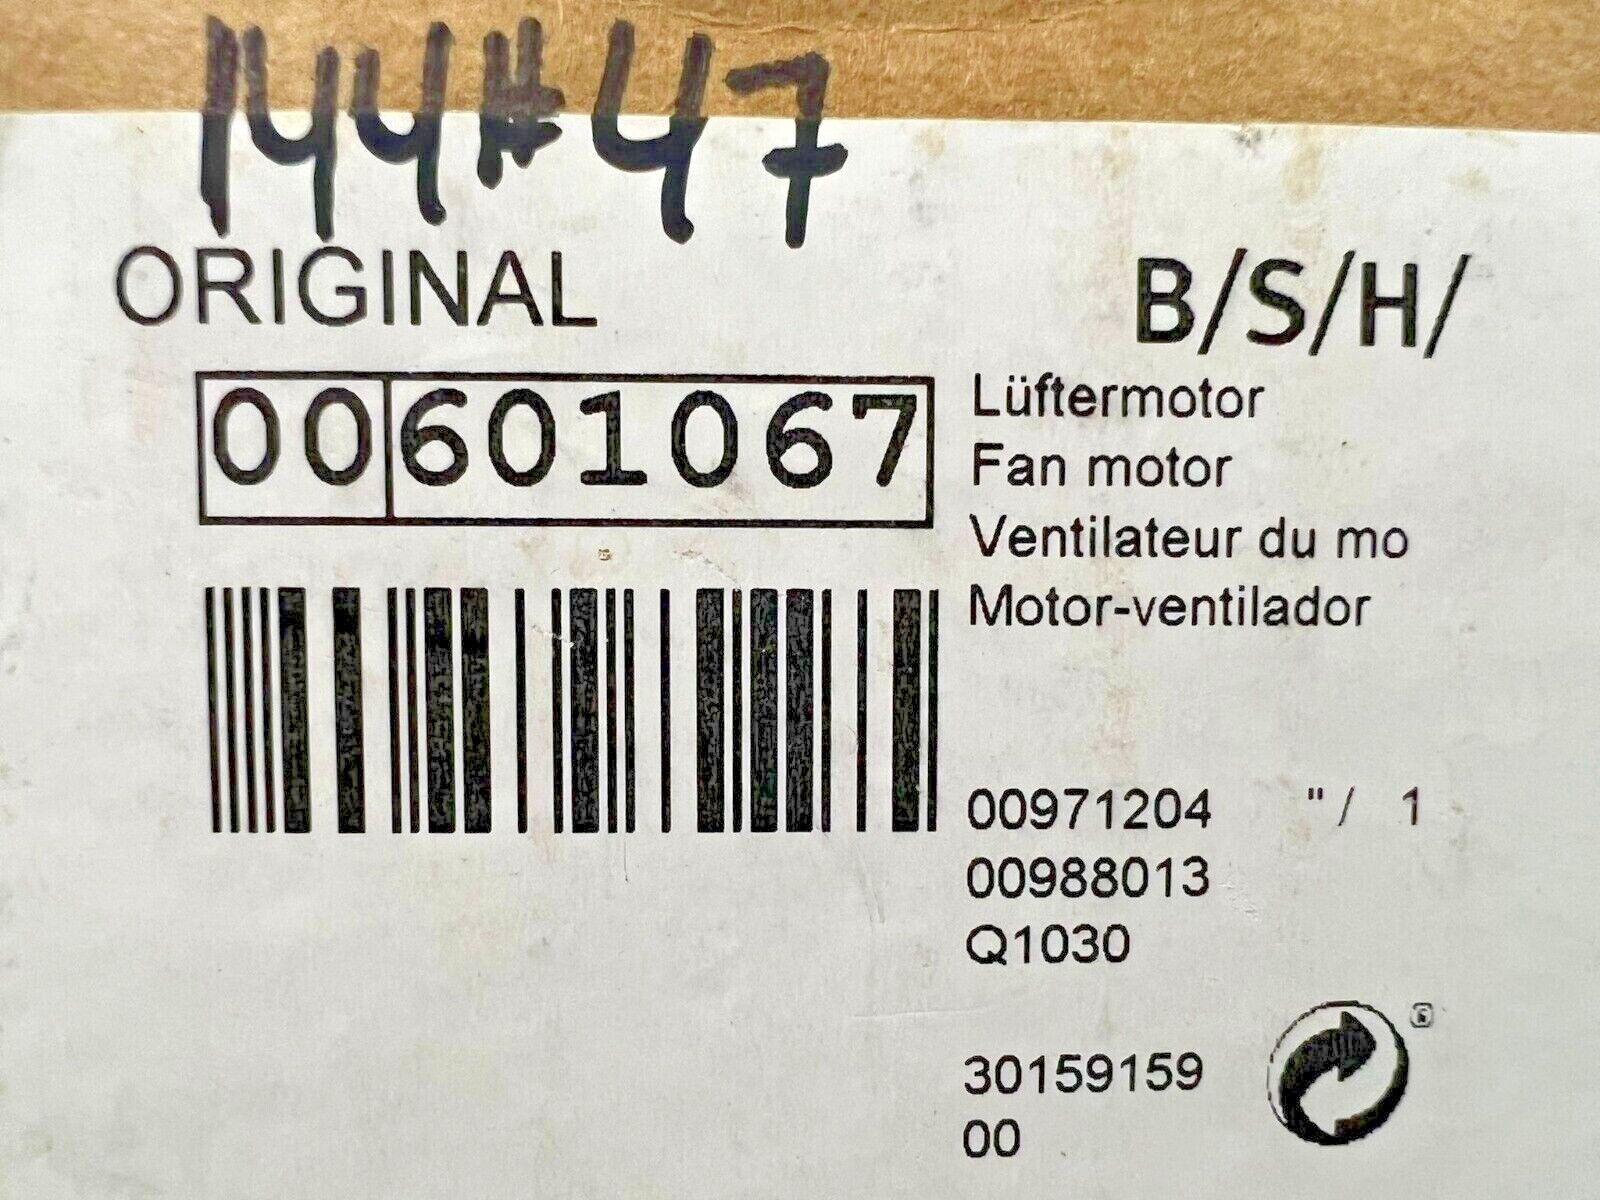 144#47
ORIGINAL
B/S/H/
00601067
Lüftermotor
Fan motor
Ventilateur du mo
Motor-ventilador
00971204 "/ 1
00988013
Q1030
30159159
00